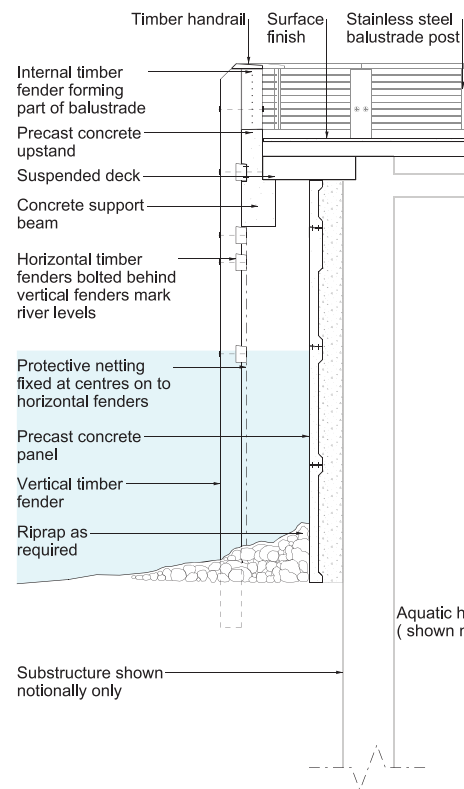 Timber handrail
Surface
finish
Stainless steel
balustrade post
Internal timber
fender forming
part of balustrade
Precast concrete
upstand
Suspended deck
Concrete support
beam
Horizontal timber
fenders bolted behind
vertical fenders mark
river levels
Protective netting
fixed at centres on to
horizontal fenders
Precast concrete
panel
Vertical timber
fender
Riprap as
required
Aquatic h
( shown
Substructure shown
notionally only